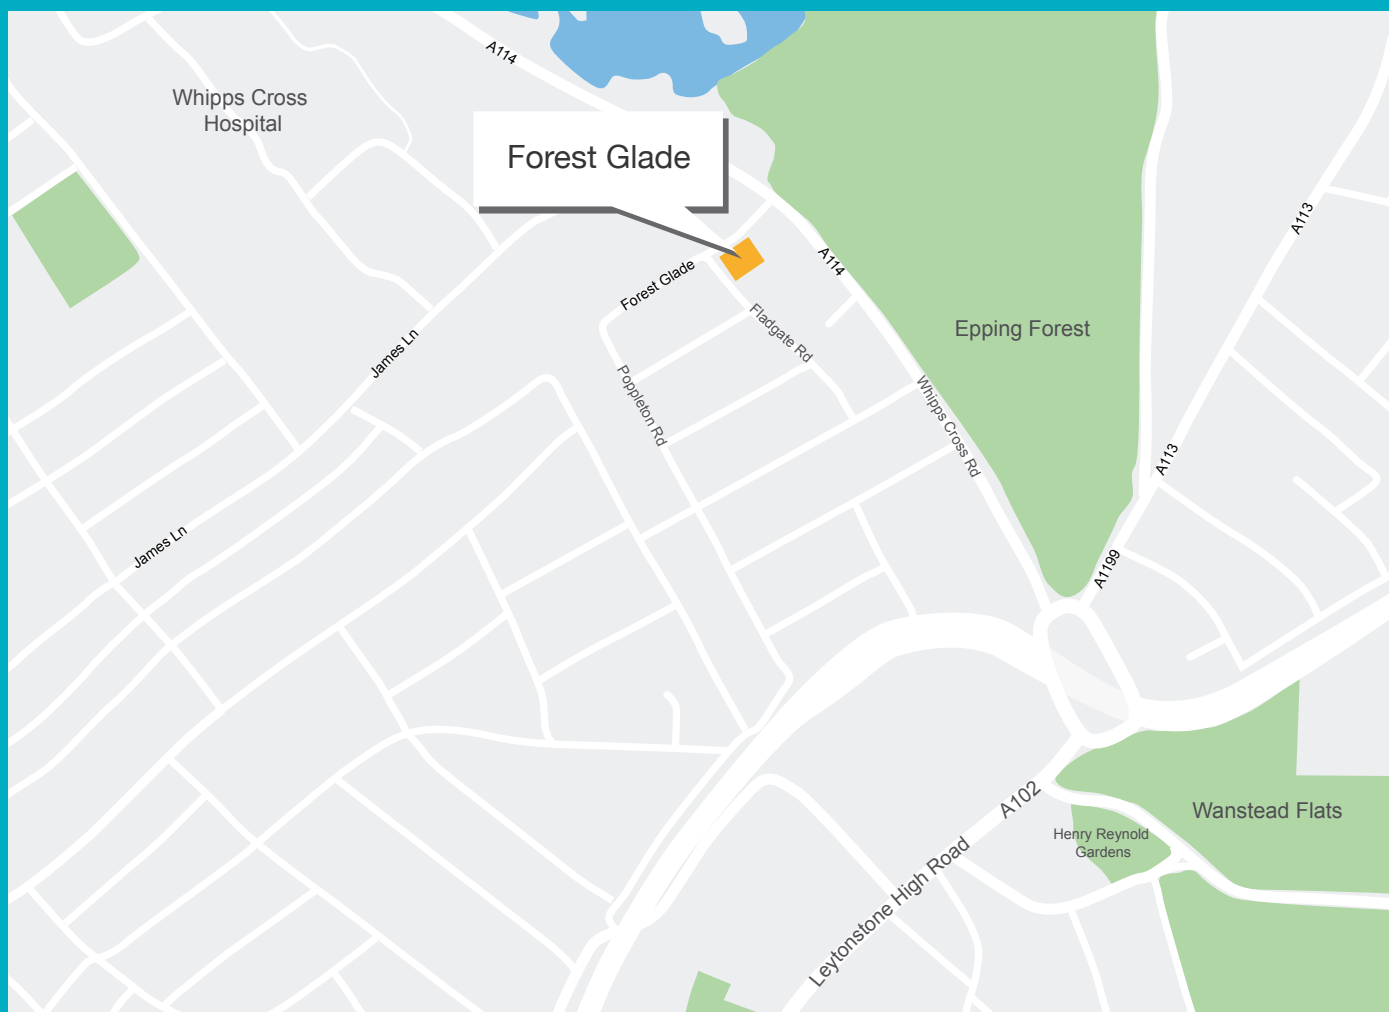 A114
Whipps Cross
Hospital
Forest Glade
A113
A114
Forest Glade
Fladgate Rd
Epping Forest
James Ln
Poppleton Rd
Whipps Cross Rd
A113
James Ln
A1199
A102
Wanstead Flats
Henry Reynold
Gardens
Leytonstone High Road